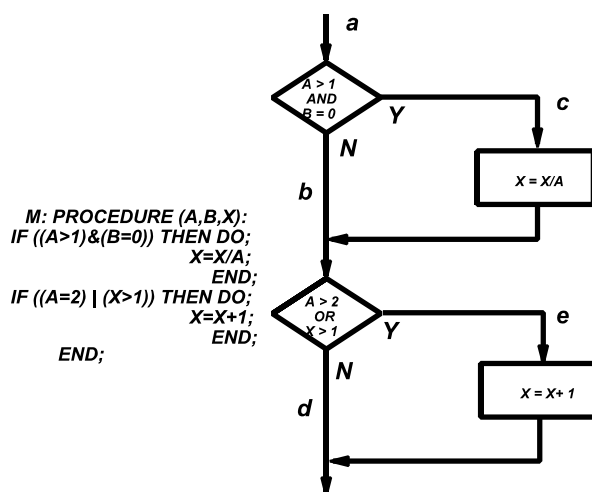 a
A > 1
AND
B = 0
Y
c
N
X = X/A
b
M: PROCEDURE (A,B,X):
IF ((A>1)&(B=0)) THEN DO;
X=X/A;
END;
IF ((A=2) | (X>1)) THEN DO;
X=X+1;
END;
END;
A > 2
OR
X > 1
Y
e
N
X = X+ 1
d